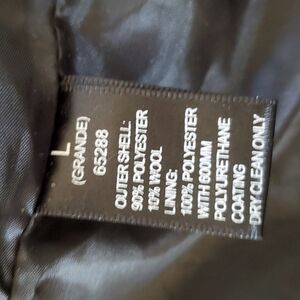 L
(GRANDE)
65288
OUTER SHELL:
90% POLYESTER
10% WOOL
LINING:
100% POLYESTER
WITH 600MM
POLYURETHANE
COATING
DRY CLEAN ONLY